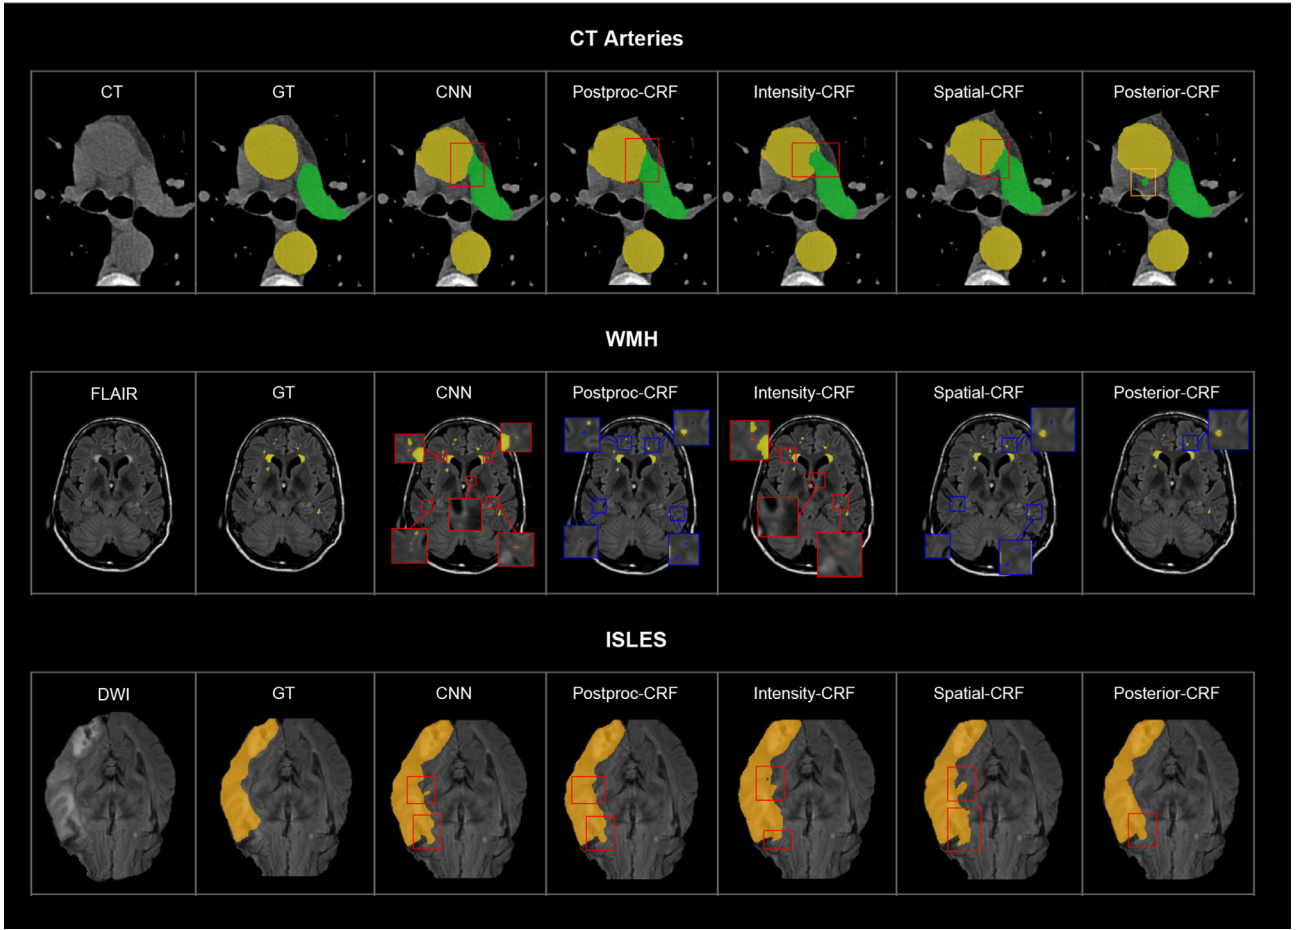 CT Arteries
CT GT CNN Postproc-CRF Intensity-CRF Spatial-CRF Posterior-CRF
WMH
FLAIR GT CNN Postproc-CRF Intensity-CRF Spatial-CRF Posterior-CRF
ISLES
DWI GT CNN Postproc-CRF Intensity-CRF Spatial-CRF Posterior-CRF